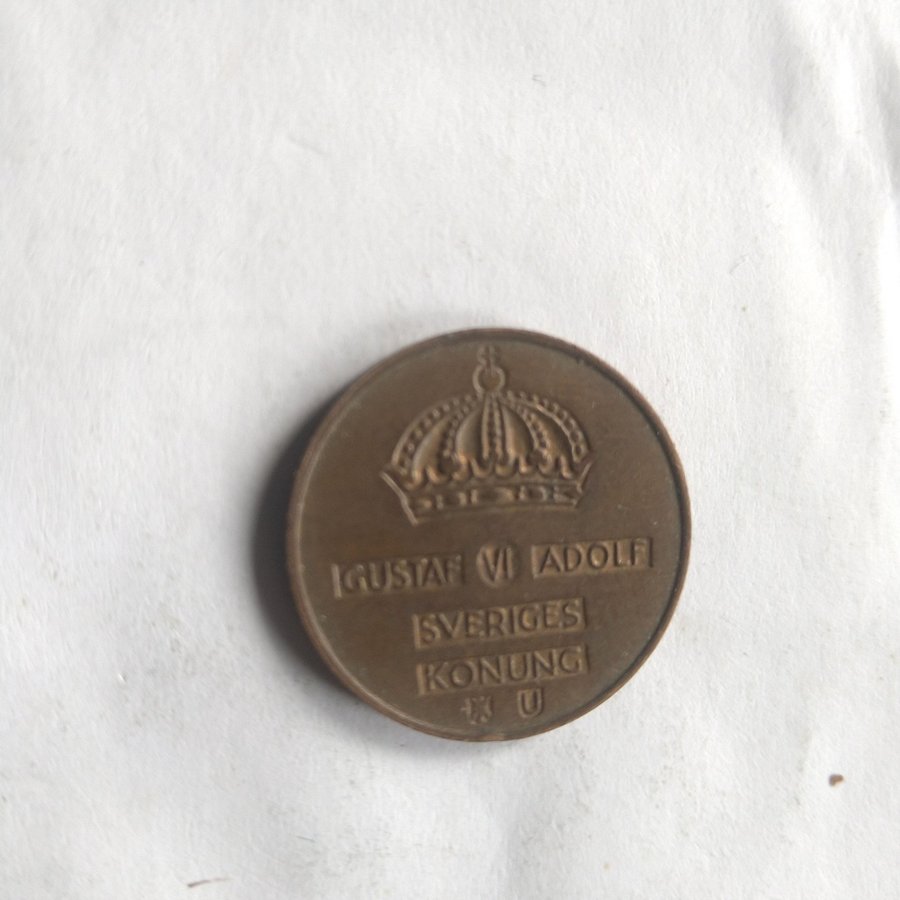 GUSTAF VI ADOLF
SVERIGES
KONUNG
U